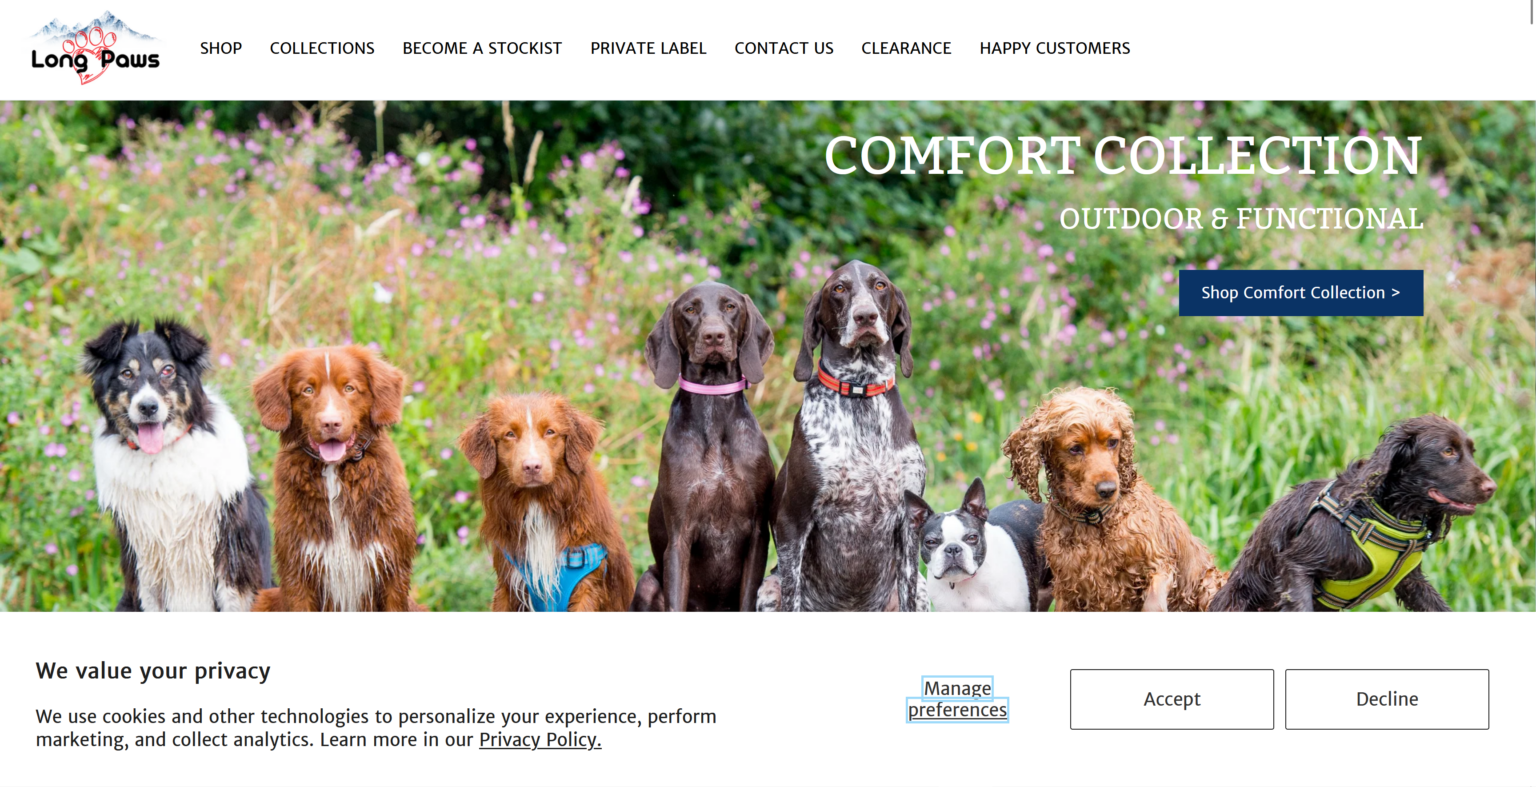 Long Paws
SHOP
COLLECTIONS
BECOME A STOCKIST
PRIVATE LABEL
CONTACT US
CLEARANCE
HAPPY CUSTOMERS
COMFORT COLLECTION
OUTDOOR & FUNCTIONAL
Shop Comfort Collection >
We value your privacy
We use cookies and other technologies to personalize your experience, perform
marketing, and collect analytics. Learn more in our Privacy Policy.
Manage
preferences
Accept
Decline